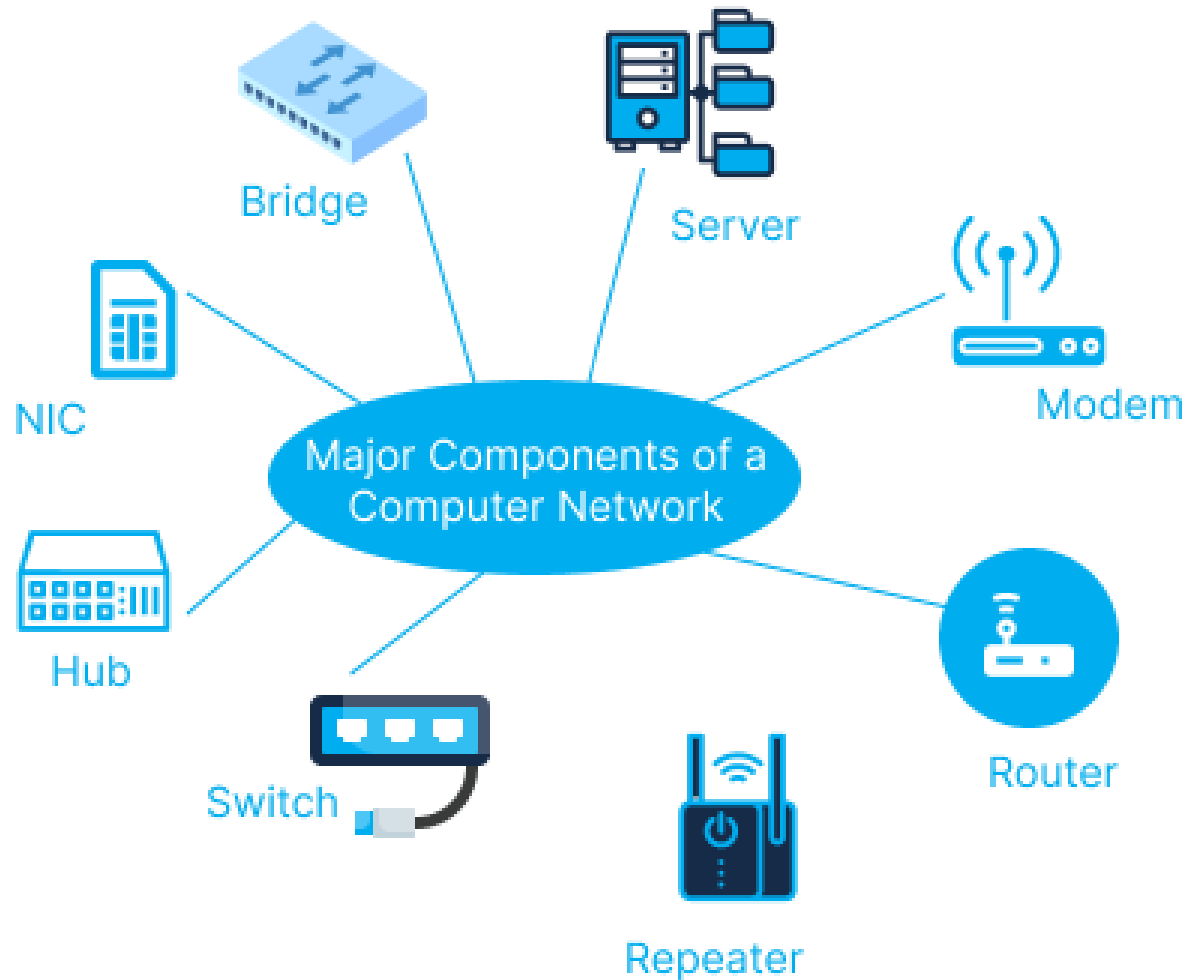 Bridge
Server
NIC
Modem
Major Components of a
Computer Network
Hub
Router
Switch
Repeater